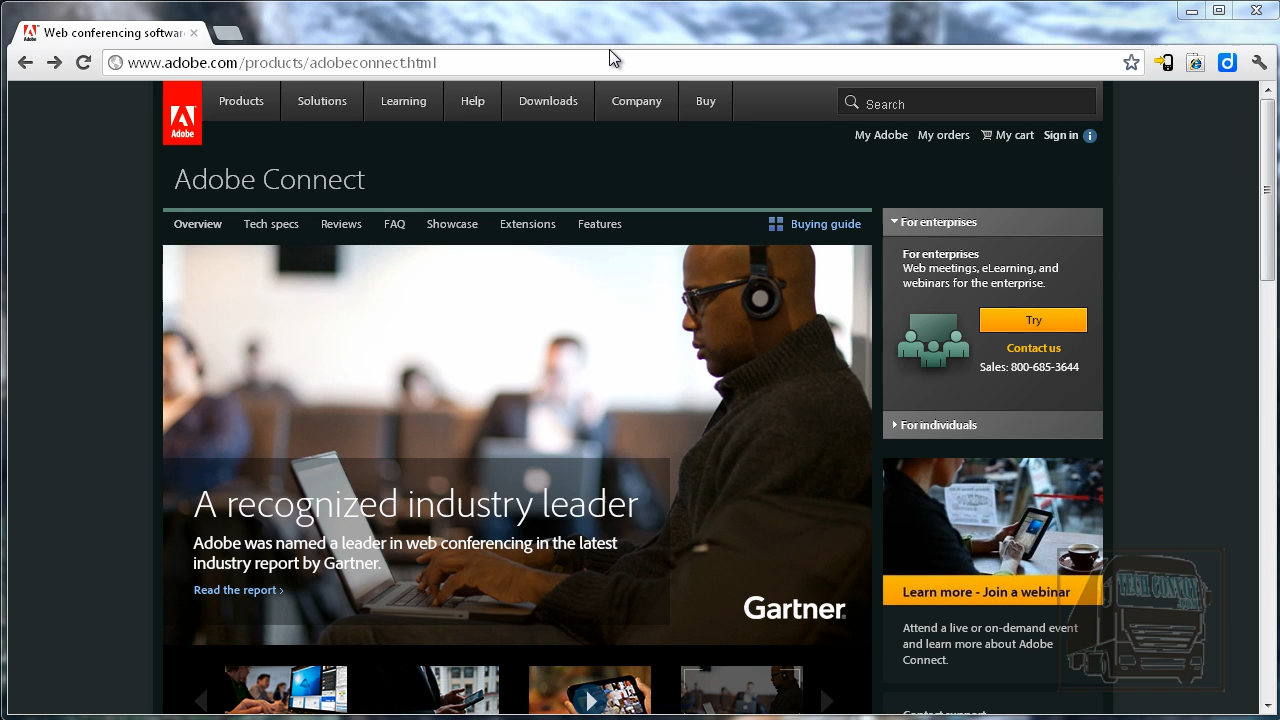 Web conferencing softwar
www.adobe.com/products/adobeconnect.html
Products Solutions Learning Help Downloads Company Buy
Search
Adobe
My Adobe My orders My cart Sign in
Adobe Connect
Overview Tech specs Reviews FAQ Showcase Extensions Features Buying guide
For enterprises
For enterprises
Web meetings, eLearning, and
webinars for the enterprise.
Try
Contact us
Sales: 800-685-3644
For individuals
A recognized industry leader
Adobe was named a leader in web conferencing in the latest
industry report by Gartner.
Read the report ›
Gartner
Learn more - Join a webinar
Attend a live or on-demand event
and learn more about Adobe
Connect.
Contact support